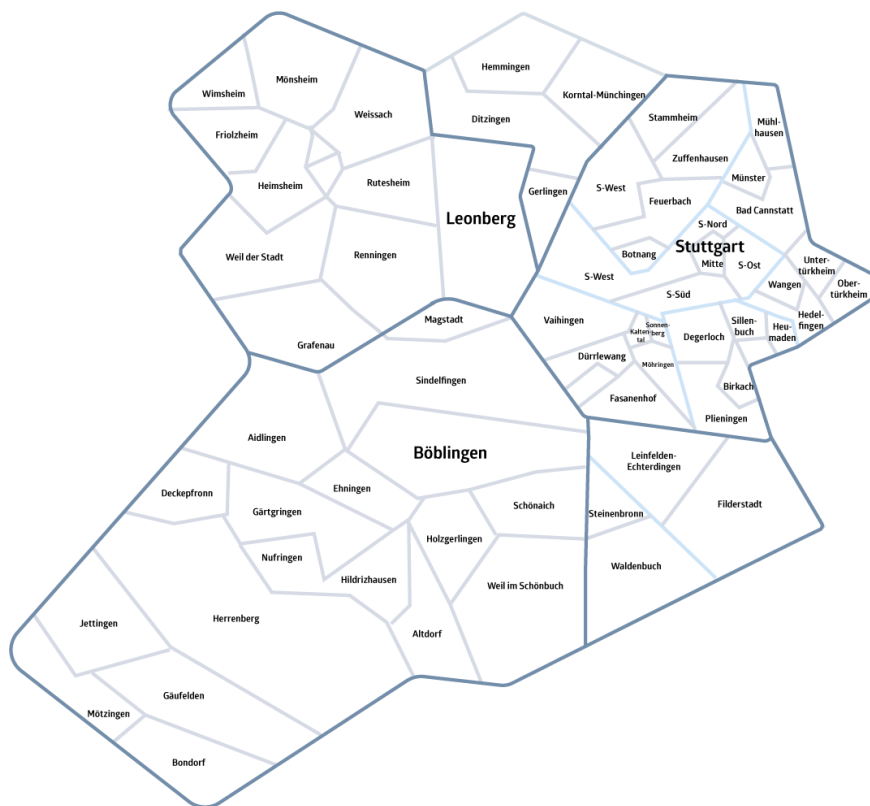 Hemmingen
Mönsheim
Wimsheim
Korntal-Münchingen
Weissach
Ditzingen
Stammheim
Mühl-
hausen
Friolzheim
Zuffenhausen
Münster
Heimsheim
Rutesheim
Gerlingen
S-West
Feuerbach
Bad Cannstatt
Leonberg
S-Nord
Stuttgart
Weil der Stadt
Renningen
Botnang
Mitte
S-Ost
Unter-
türkheim
S-West
Wangen
Ober-
türkheim
S-Süd
Magstadt
Vaihingen
Kalten-
tal
Sonnen-
berg
Degerloch
Sillen-
buch
Heu-
maden
Hedel-
fingen
Grafenau
Dürrlewang
Möhringen
Sindelfingen
Birkach
Fasanenhof
Plieningen
Aidlingen
Böblingen
Leinfelden-
Echterdingen
Deckepfronn
Ehningen
Gärtgringen
Schönaich
Steinenbronn
Filderstadt
Holzgerlingen
Nufringen
Hildrizhausen
Weil im Schönbuch
Waldenbuch
Jettingen
Herrenberg
Altdorf
Gäufelden
Mötzingen
Bondorf